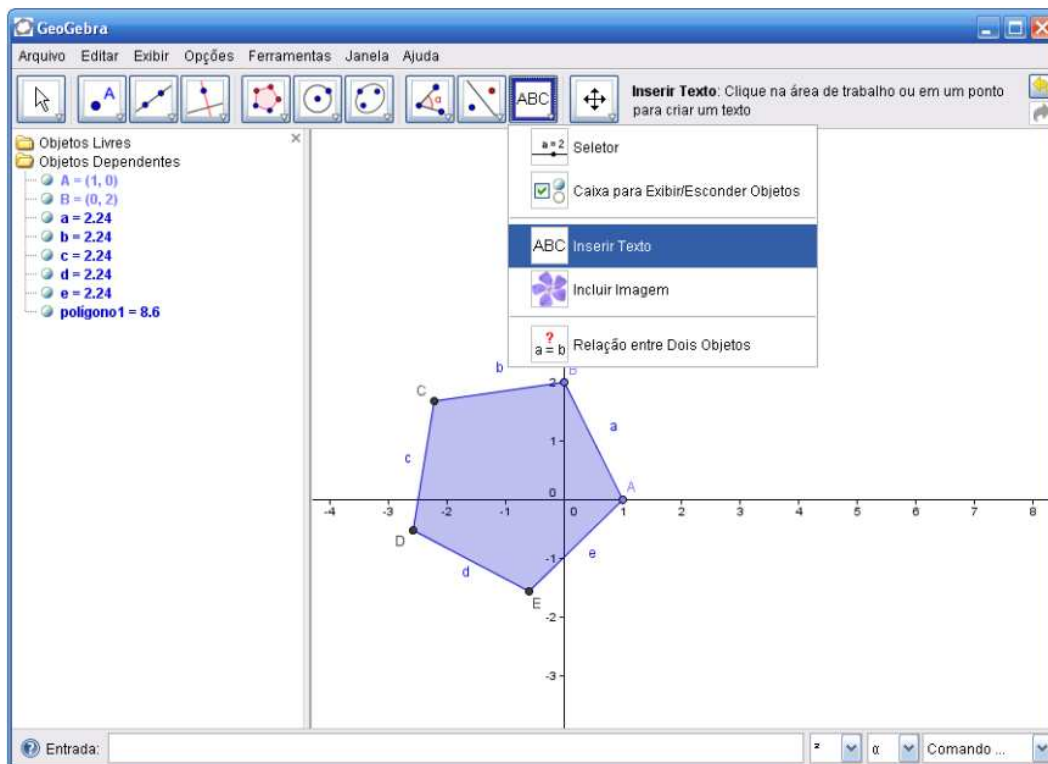 GeoGebra
Arquivo Editar Exibir Opções Ferramentas Janela Ajuda
A
α
ABC
Inserir Texto: Clique na área de trabalho ou em um ponto
para criar um texto
Objetos Livres
Objetos Dependentes
A = (1, 0)
B = (0, 2)
a = 2.24
b = 2.24
c = 2.24
d = 2.24
e = 2.24
polígono1 = 8.6
a = 2 Seletor
Caixa para Exibir/Esconder Objetos
ABC Inserir Texto
Incluir Imagem
?
a = b Relação entre Dois Objetos
b B
C 2
a
1
c
0 A
-4 -3 -2 -1 0 1 2 3 4 5 6 7 8
D
-1 e
d
E
-2
-3
Entrada: ² α Comando ...